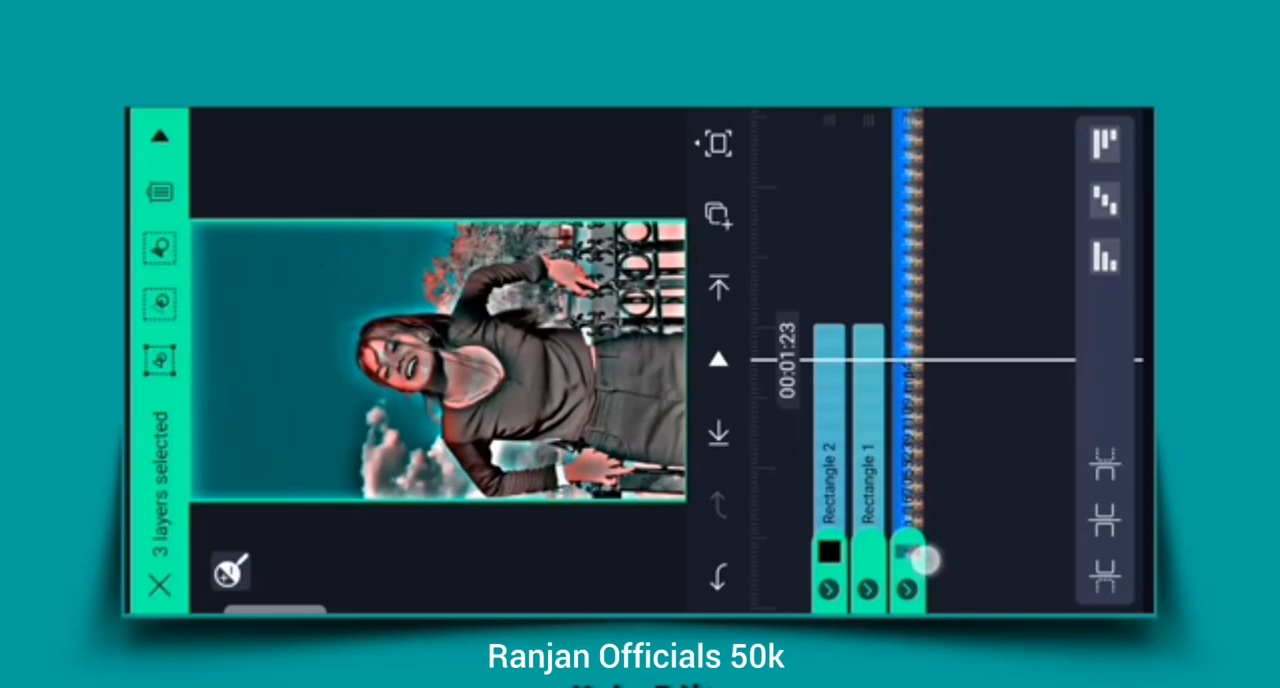 3 layers selected
00:01:23
Rectangle 2
Rectangle 1
Ranjan Officials 50k